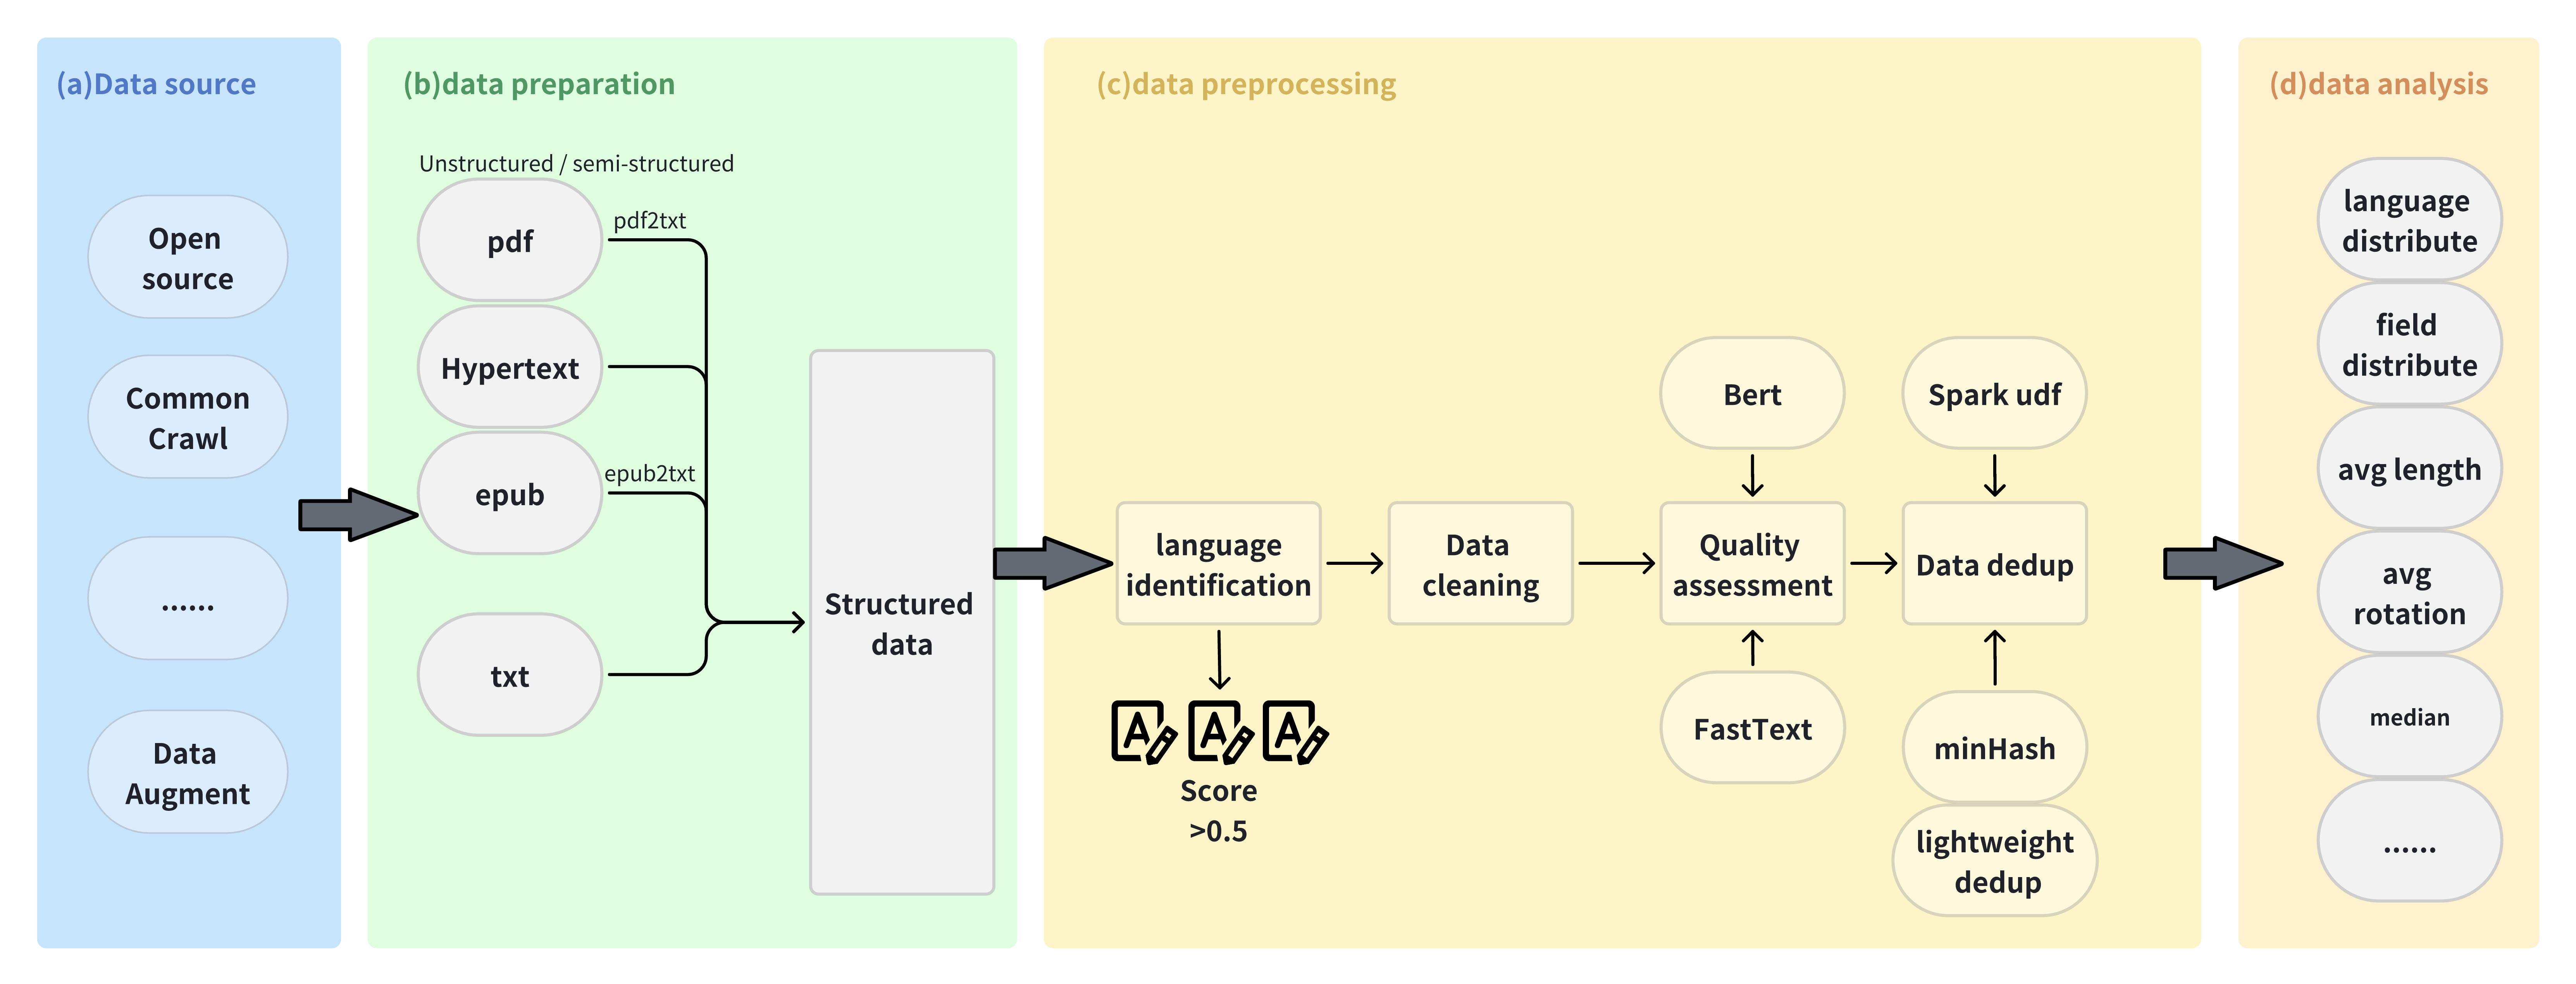 (a)Data source
Open
source
Common
Crawl
......
Data
Augment
(b)data preparation
Unstructured / semi-structured
pdf
pdf2txt
Hypertext
epub
epub2txt
txt
Structured
data
(c)data preprocessing
language
identification
A A A
Score
>0.5
Data
cleaning
Bert
Quality
assessment
FastText
Spark udf
Data dedup
minHash
lightweight
dedup
(d)data analysis
language
distribute
field
distribute
avg length
avg
rotation
median
......